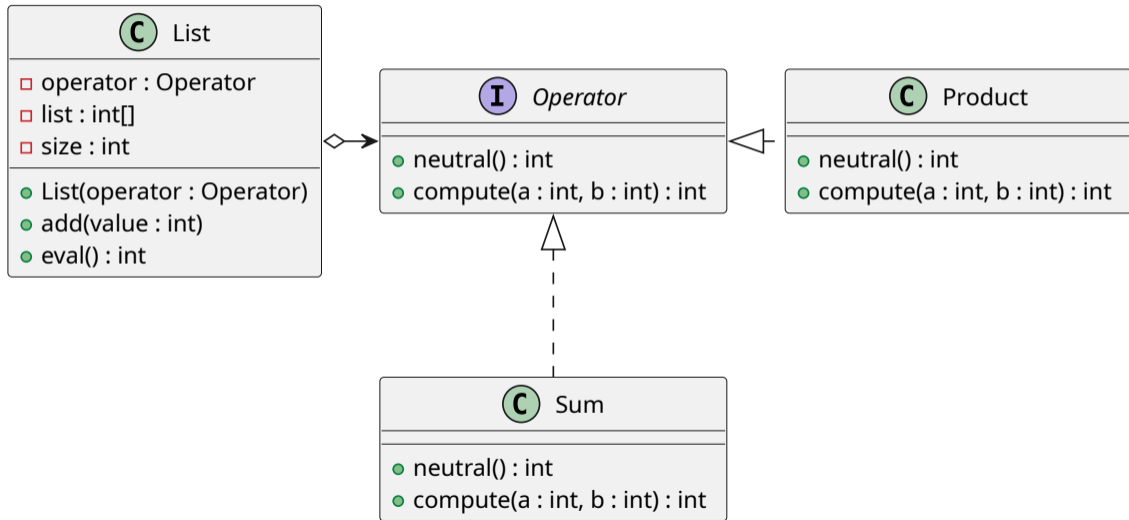 C List
operator : Operator
list : int[]
size : int
List(operator : Operator)
add(value : int)
eval() : int
I Operator
neutral() : int
compute(a : int, b : int) : int
C Product
neutral() : int
compute(a : int, b : int) : int
C Sum
neutral() : int
compute(a : int, b : int) : int